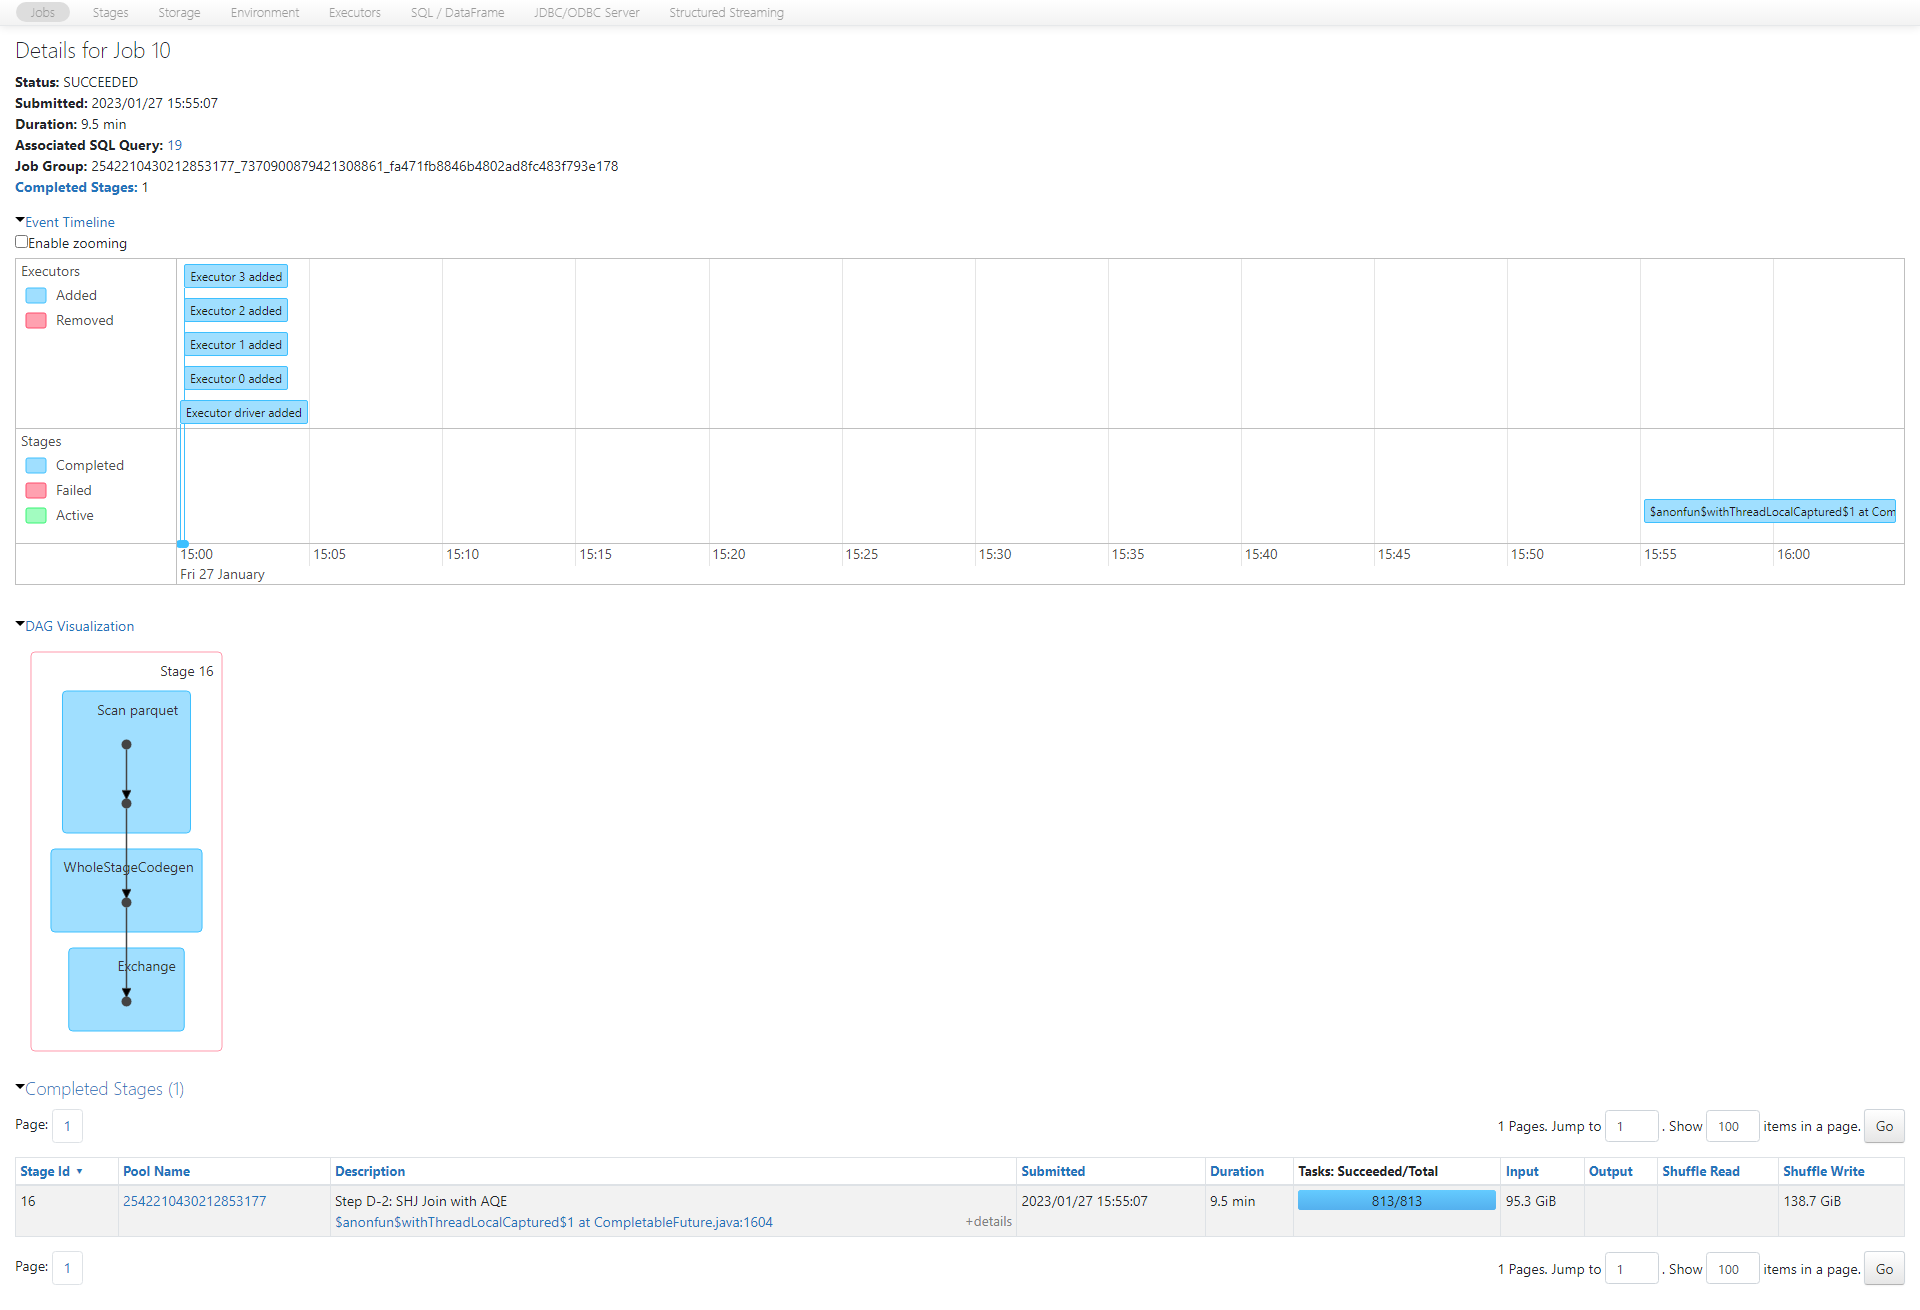 Jobs Stages Storage Environment Executors SQL / DataFrame JDBC/ODBC Server Structured Streaming
Details for Job 10
Status: SUCCEEDED
Submitted: 2023/01/27 15:55:07
Duration: 9.5 min
Associated SQL Query: 19
Job Group: 2542210430212853177_7370900879421308861_fa471fb8846b4802ad8fc483f793e178
Completed Stages: 1
Event Timeline
Enable zooming
Executors
Added
Removed
Executor 3 added
Executor 2 added
Executor 1 added
Executor 0 added
Executor driver added
Stages
Completed
Failed
Active
$anonfun$withThreadLocalCaptured$1 at Com
15:00 15:05 15:10 15:15 15:20 15:25 15:30 15:35 15:40 15:45 15:50 15:55 16:00
Fri 27 January
DAG Visualization
Stage 16
Scan parquet
WholeStageCodegen
Exchange
Completed Stages (1)
Page: 1 1 Pages. Jump to 1 . Show 100 items in a page. Go
Stage Id Pool Name Description Submitted Duration Tasks: Succeeded/Total Input Output Shuffle Read Shuffle Write
16 2542210430212853177 Step D-2: SHJ Join with AQE 2023/01/27 15:55:07 9.5 min 813/813 95.3 GiB 138.7 GiB
$anonfun$withThreadLocalCaptured$1 at CompletableFuture.java:1604 +details
Page: 1 1 Pages. Jump to 1 . Show 100 items in a page. Go